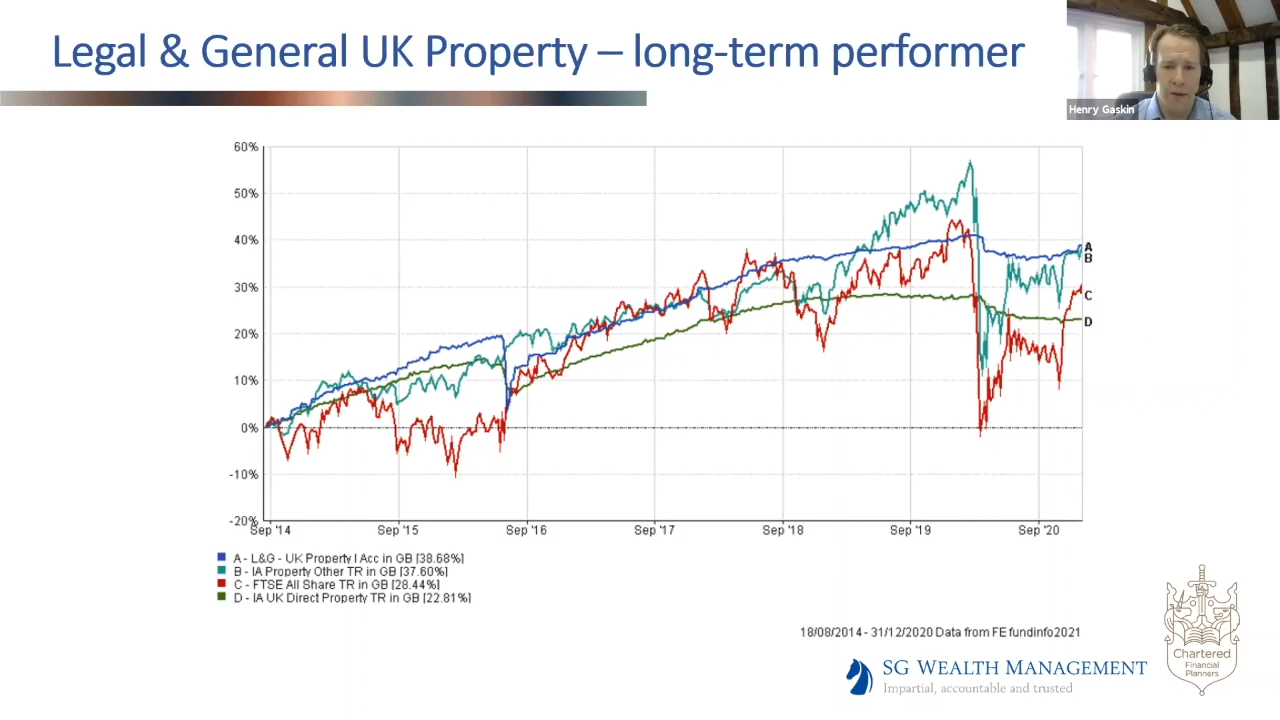 Legal & General UK Property – long-term performer
Henry Gaskin
60%
50%
40%
30%
20%
10%
0%
-10%
-20%
A
B
C
D
Sep '14
Sep '15
Sep '16
Sep '17
Sep '18
Sep '19
Sep '20
A - L&G - UK Property I Acc in GB [38.68%]
B - IA Property Other TR in GB [37.60%]
C - FTSE All Share TR in GB [28.44%]
D - IA UK Direct Property TR in GB [22.81%]
18/08/2014 - 31/12/2020 Data from FE fundinfo2021
SG WEALTH MANAGEMENT
Impartial, accountable and trusted
Chartered
Financial
Planners